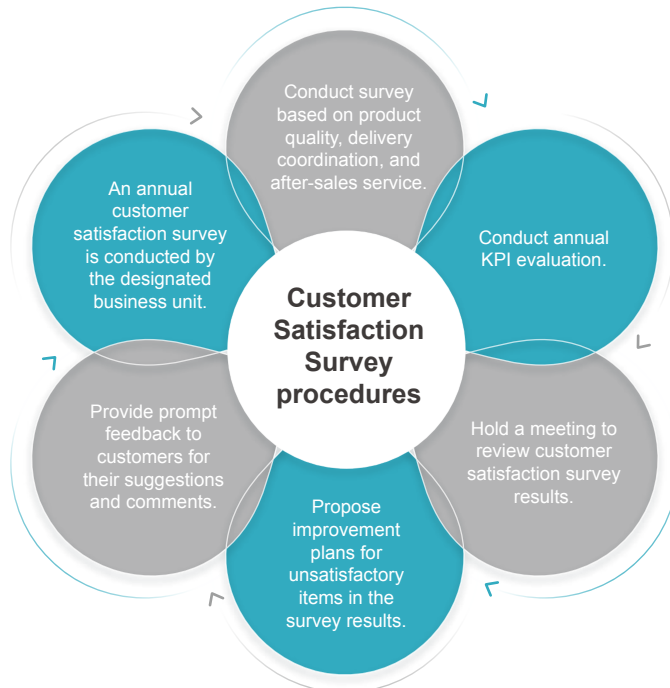 Conduct survey
based on product
quality, delivery
coordination, and
after-sales service.
An annual
customer
satisfaction survey
is conducted by
the designated
business unit.
Conduct annual
KPI evaluation.
Customer
Satisfaction
Survey
procedures
Provide prompt
feedback to
customers for
their suggestions
and comments.
Hold a meeting to
review customer
satisfaction survey
results.
Propose
improvement
plans for
unsatisfactory
items in the
survey results.